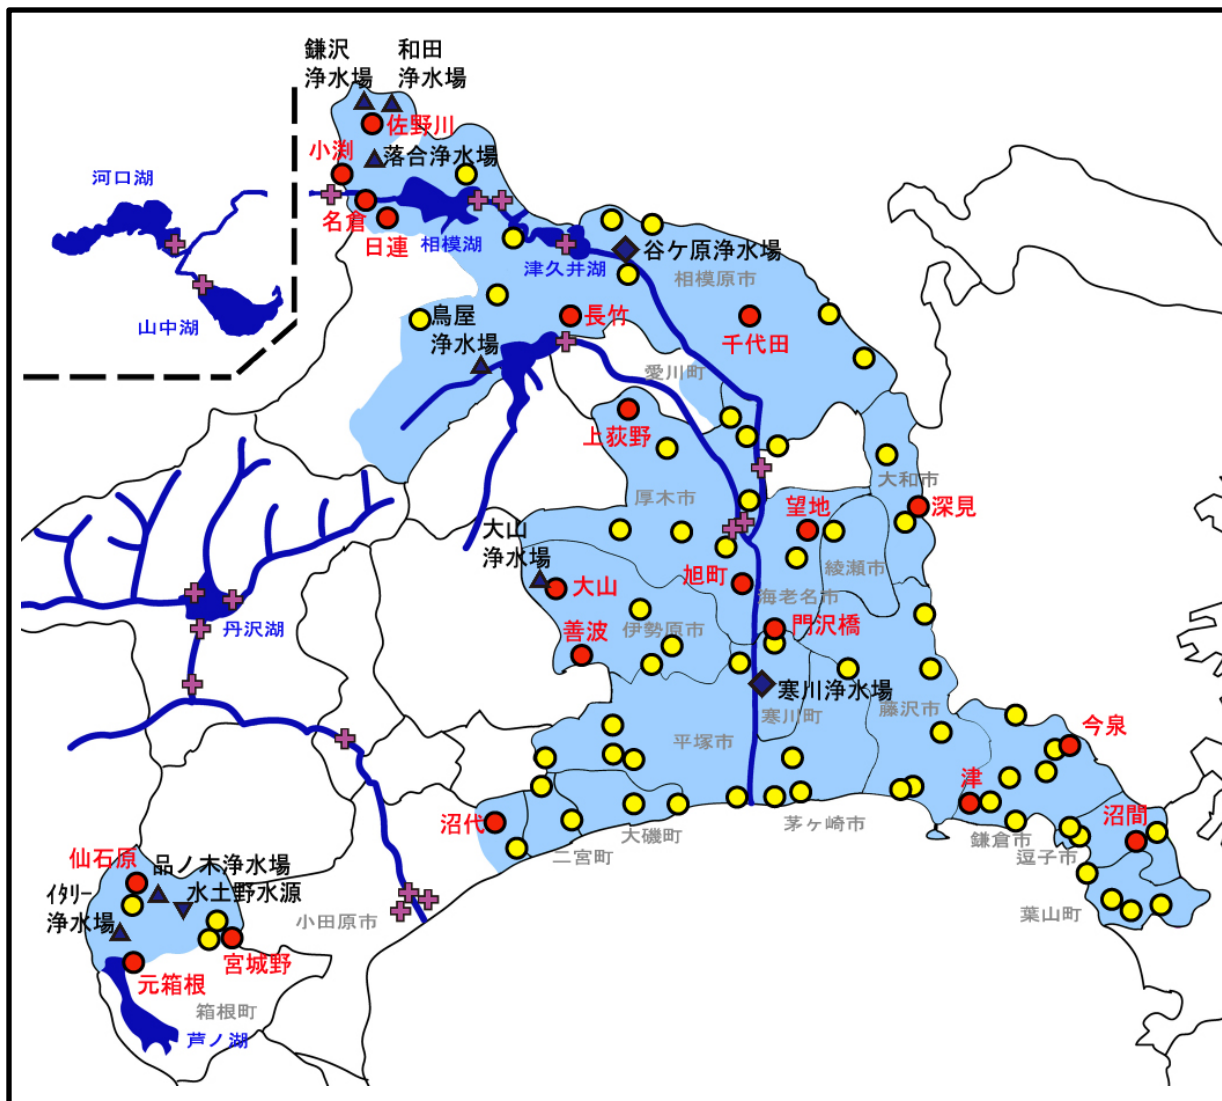 鎌沢
浄水場
和田
浄水場
佐野川
小渕
落合浄水場
河口湖
名倉
日連
相模湖
津久井湖
谷ケ原浄水場
相模原市
山中湖
鳥屋
浄水場
長竹
千代田
愛川町
上荻野
大和市
厚木市
望地
深見
大山
浄水場
綾瀬市
大山
旭町
海老名市
丹沢湖
善波
伊勢原市
門沢橋
寒川浄水場
寒川町
藤沢市
平塚市
今泉
津
沼代
大磯町
茅ヶ崎市
沼間
鎌倉市
二宮町
逗子市
仙石原
品ノ木浄水場
ｲﾀﾘｰ
浄水場
水土野水源
小田原市
葉山町
宮城野
元箱根
箱根町
芦ノ湖